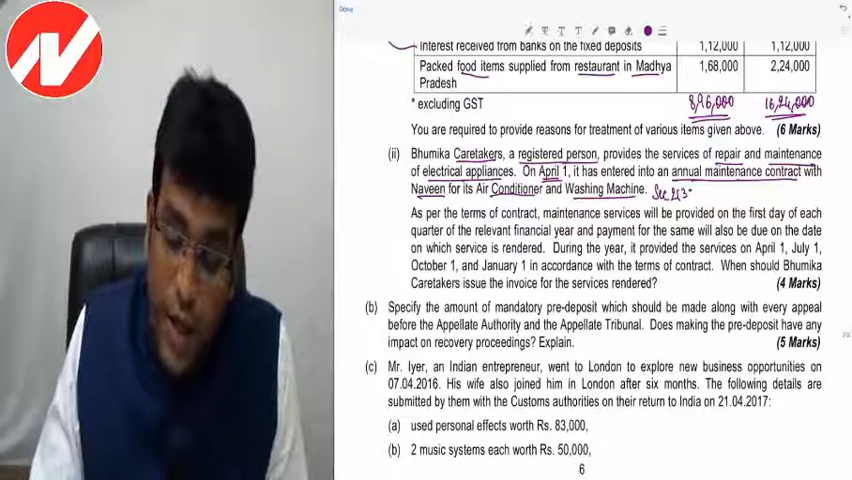 Done
Interest received from banks on the fixed deposits 1,12,000 1,12,000
Packed food items supplied from restaurant in Madhya 1,68,000 2,24,000
Pradesh
* excluding GST 8,96,000 16,24,000
You are required to provide reasons for treatment of various items given above. (6 Marks)
(ii) Bhumika Caretakers, a registered person, provides the services of repair and maintenance
of electrical appliances. On April 1, it has entered into an annual maintenance contract with
Naveen for its Air Conditioner and Washing Machine. Sec 2(3
As per the terms of contract, maintenance services will be provided on the first day of each
quarter of the relevant financial year and payment for the same will also be due on the date
on which service is rendered. During the year, it provided the services on April 1, July 1,
October 1, and January 1 in accordance with the terms of contract. When should Bhumika
Caretakers issue the invoice for the services rendered? (4 Marks)
(b) Specify the amount of mandatory pre-deposit which should be made along with every appeal
before the Appellate Authority and the Appellate Tribunal. Does making the pre-deposit have any
impact on recovery proceedings? Explain. (5 Marks)
(c) Mr. Iyer, an Indian entrepreneur, went to London to explore new business opportunities on
07.04.2016. His wife also joined him in London after six months. The following details are
submitted by them with the Customs authorities on their return to India on 21.04.2017:
(a) used personal effects worth Rs. 83,000,
(b) 2 music systems each worth Rs. 50,000,
6